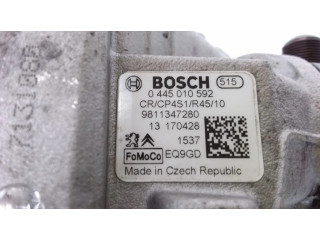 BOSCH 515
0 445 010 592
CR/CP4S1/R45/10
9811347280
13 170428
1537
FoMoCo EQ9GD
Made in Czech Republic